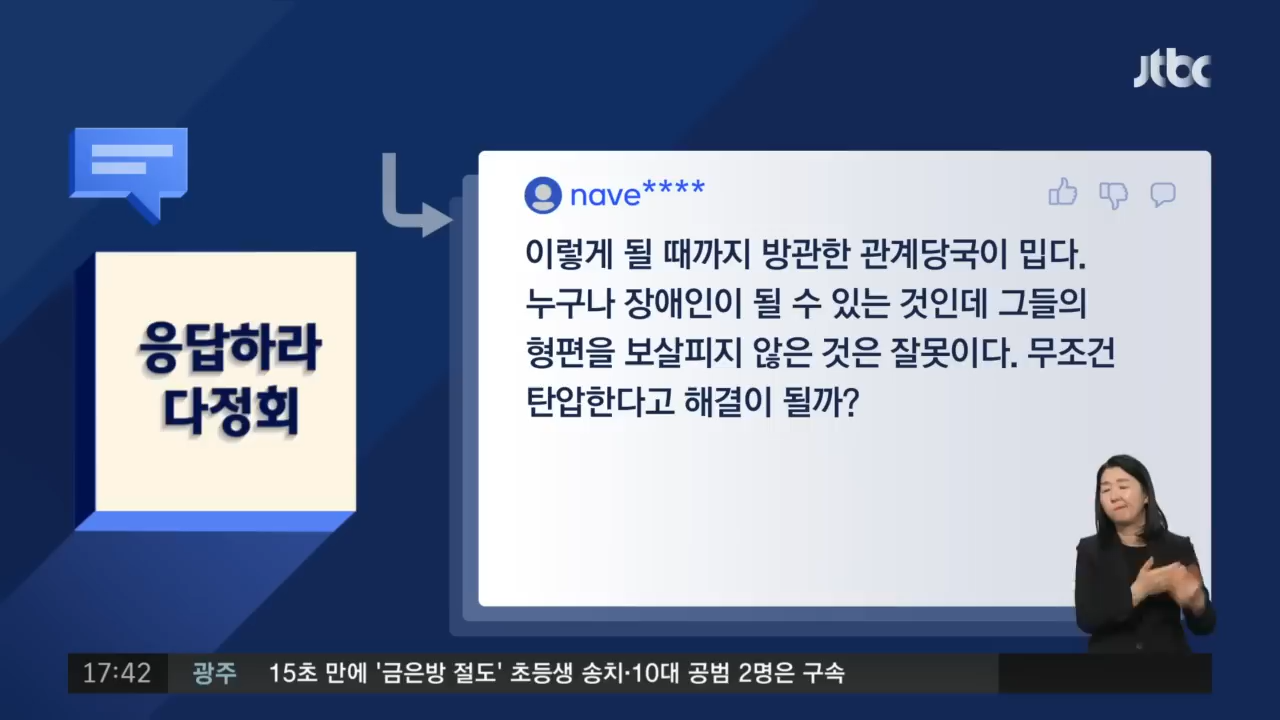 jtbc
응답하라
다정회
nave****
이렇게 될 때까지 방관한 관계당국이 밉다.
누구나 장애인이 될 수 있는 것인데 그들의
형편을 보살피지 않은 것은 잘못이다. 무조건
탄압한다고 해결이 될까?
17:42 광주 15초 만에 '금은방 절도' 초등생 송치·10대 공범 2명은 구속